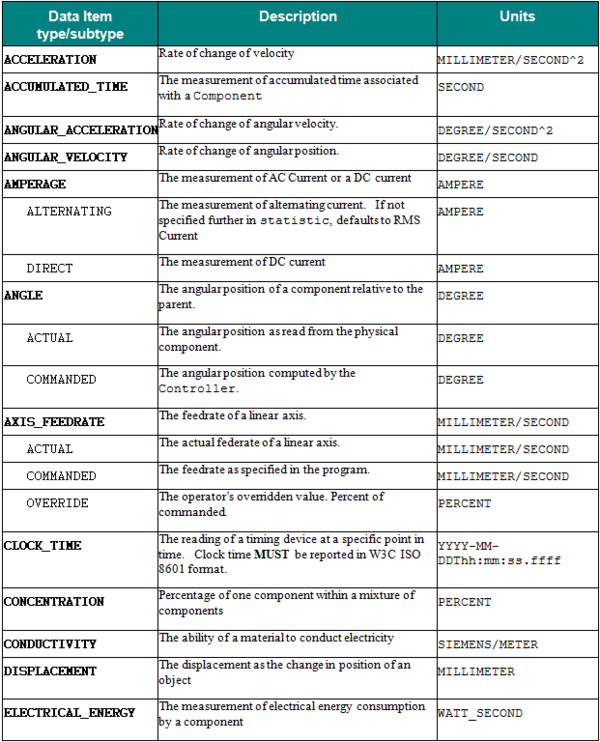 Data Item
type/subtype
Description
Units
ACCELERATION
Rate of change of velocity
MILLIMETER/SECOND^2
ACCUMULATED_TIME
The measurement of accumulated time associated
with a Component
SECOND
ANGULAR_ACCELERATION
Rate of change of angular velocity.
DEGREE/SECOND^2
ANGULAR_VELOCITY
Rate of change of angular position.
DEGREE/SECOND
AMPERAGE
The measurement of AC Current or a DC current
AMPERE
ALTERNATING
The measurement of alternating current. If not
specified further in statistic, defaults to RMS
Current
AMPERE
DIRECT
The measurement of DC current
AMPERE
ANGLE
The angular position of a component relative to the
parent.
DEGREE
ACTUAL
The angular position as read from the physical
component.
DEGREE
COMMANDED
The angular position computed by the
Controller.
DEGREE
AXIS_FEEDRATE
The feedrate of a linear axis.
MILLIMETER/SECOND
ACTUAL
The actual federate of a linear axis.
MILLIMETER/SECOND
COMMANDED
The feedrate as specified in the program.
MILLIMETER/SECOND
OVERRIDE
The operator's overridden value. Percent of
commanded.
PERCENT
CLOCK_TIME
The reading of a timing device at a specific point in
time. Clock time MUST be reported in W3C ISO
8601 format.
YYYY-MM-
DDThh:mm:ss.ffff
CONCENTRATION
Percentage of one component within a mixture of
components
PERCENT
CONDUCTIVITY
The ability of a material to conduct electricity
SIEMENS/METER
DISPLACEMENT
The displacement as the change in position of an
object
MILLIMETER
ELECTRICAL_ENERGY
The measurement of electrical energy consumption
by a component
WATT_SECOND